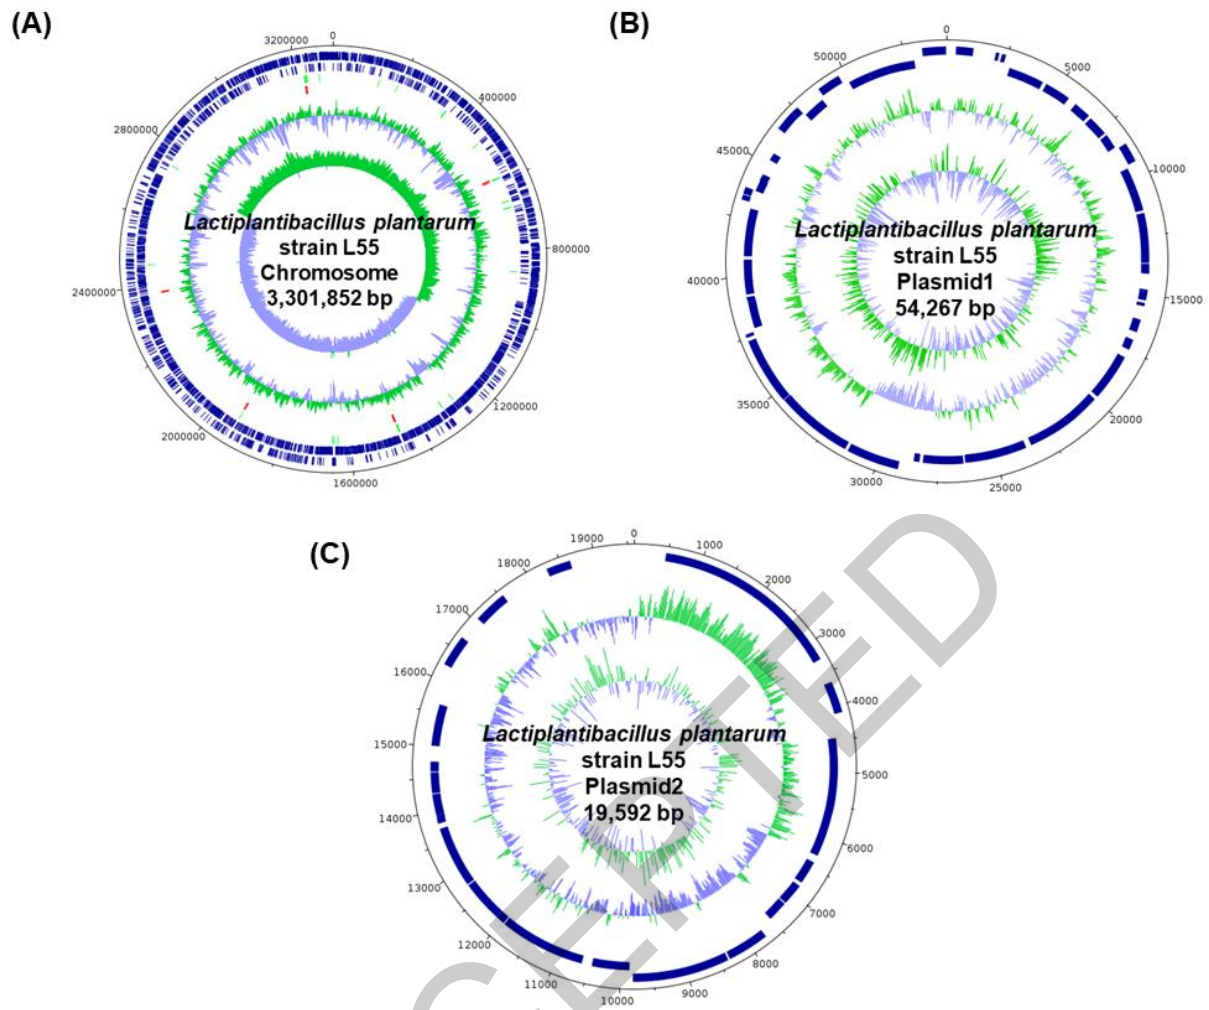 (A)
0
3200000
400000
2800000
Lactiplantibacillus plantarum
strain L55
Chromosome
3,301,852 bp
800000
2400000
1200000
2000000
1600000
(B)
0
50000
5000
45000
10000
Lactiplantibacillus plantarum
strain L55
Plasmid1
54,267 bp
40000
15000
35000
20000
30000
25000
(C)
0
19000
1000
18000
2000
17000
3000
16000
4000
Lactiplantibacillus plantarum
strain L55
Plasmid2
19,592 bp
15000
5000
14000
6000
13000
7000
12000
8000
11000
9000
10000
CEPTED